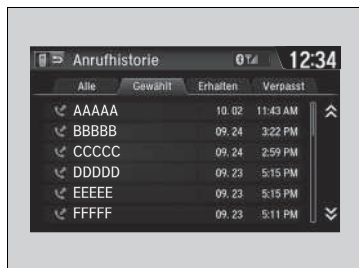 Anrufhistorie 12:34
Alle Gewählt Erhalten Verpasst
AAAAA 10. 02 11:43 AM
BBBBB 09. 24 3:22 PM
CCCCC 09. 24 2:59 PM
DDDDD 09. 23 5:15 PM
EEEEE 09. 23 5:15 PM
FFFFF 09. 23 5:11 PM